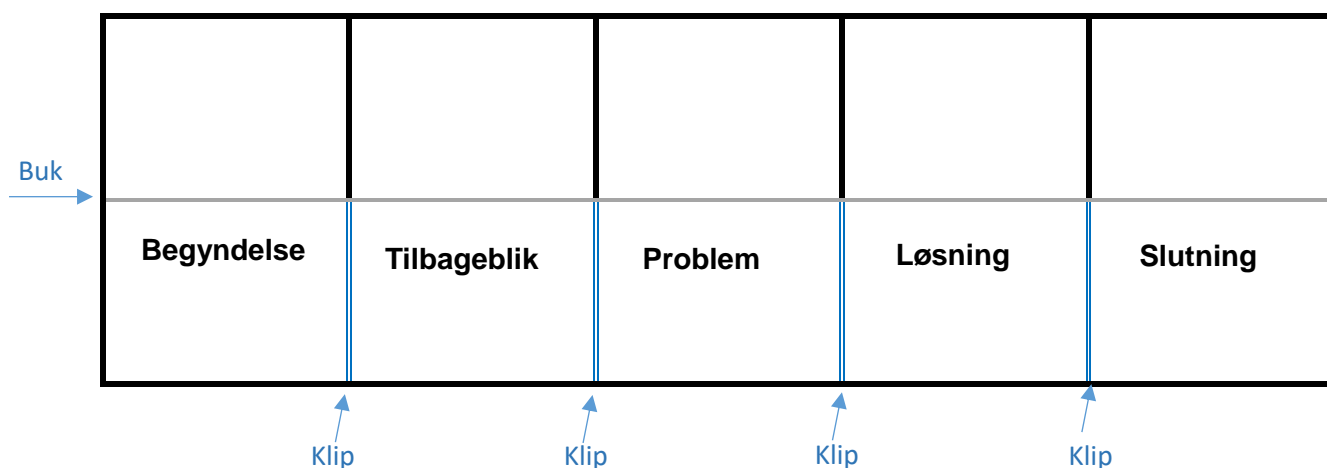 Buk
Begyndelse
Tilbageblik
Problem
Løsning
Slutning
Klip
Klip
Klip
Klip